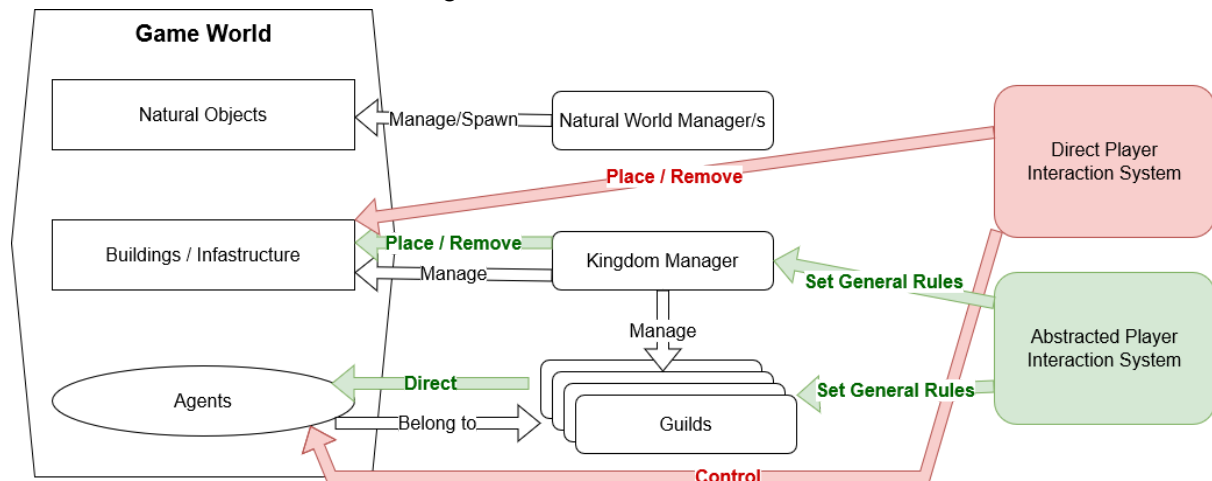 Game World
Natural Objects
Manage/Spawn
Natural World Manager/s
Direct Player
Interaction System
Place / Remove
Buildings / Infastructure
Place / Remove
Manage
Kingdom Manager
Set General Rules
Manage
Abstracted Player
Interaction System
Agents
Direct
Belong to
Guilds
Set General Rules
Control